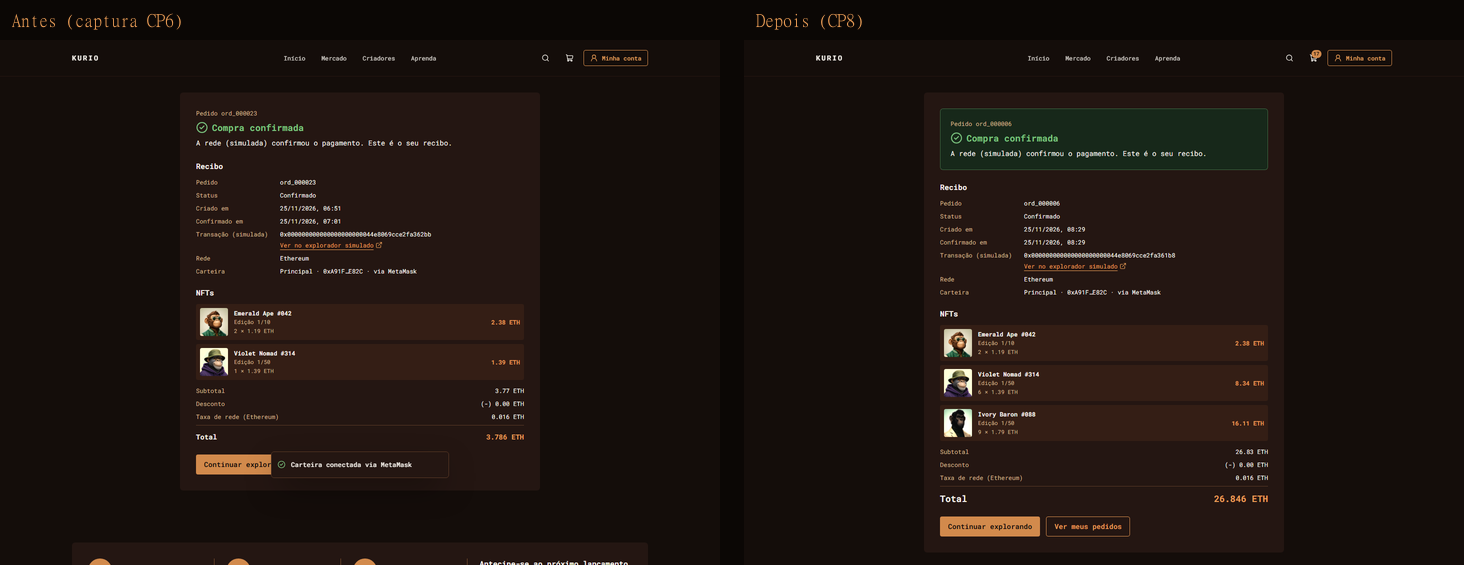 Antes (captura CP6)
KURIO
Início Mercado Criadores Aprenda
Minha conta
Pedido ord_000023
Compra confirmada
A rede (simulada) confirmou o pagamento. Este é o seu recibo.
Recibo
Pedido ord_000023
Status Confirmado
Criado em 25/11/2026, 06:51
Confirmado em 25/11/2026, 07:01
Transação (simulada)
Ver no explorador simulado
Rede Ethereum
Carteira Principal · 0xA91F…E82C · via MetaMask
NFTs
Emerald Ape #042
Edição 1/10
2 × 1.19 ETH
2.38 ETH
Violet Nomad #314
Edição 1/50
1 × 1.39 ETH
1.39 ETH
Subtotal 3.77 ETH
Desconto (-) 0.00 ETH
Taxa de rede (Ethereum) 0.016 ETH
Total 3.786 ETH
Continuar explor
Carteira conectada via MetaMask
Antecipe-se ao próximo lançamento
Depois (CP8)
KURIO
Início Mercado Criadores Aprenda
17
Minha conta
Pedido ord_000006
Compra confirmada
A rede (simulada) confirmou o pagamento. Este é o seu recibo.
Recibo
Pedido ord_000006
Status Confirmado
Criado em 25/11/2026, 08:29
Confirmado em 25/11/2026, 08:29
Transação (simulada)
Ver no explorador simulado
Rede Ethereum
Carteira Principal · 0xA91F…E82C · via MetaMask
NFTs
Emerald Ape #042
Edição 1/10
2 × 1.19 ETH
2.38 ETH
Violet Nomad #314
Edição 1/50
6 × 1.39 ETH
8.34 ETH
Ivory Baron #088
Edição 1/50
9 × 1.79 ETH
16.11 ETH
Subtotal 26.83 ETH
Desconto (-) 0.00 ETH
Taxa de rede (Ethereum) 0.016 ETH
Total 26.846 ETH
Continuar explorando
Ver meus pedidos